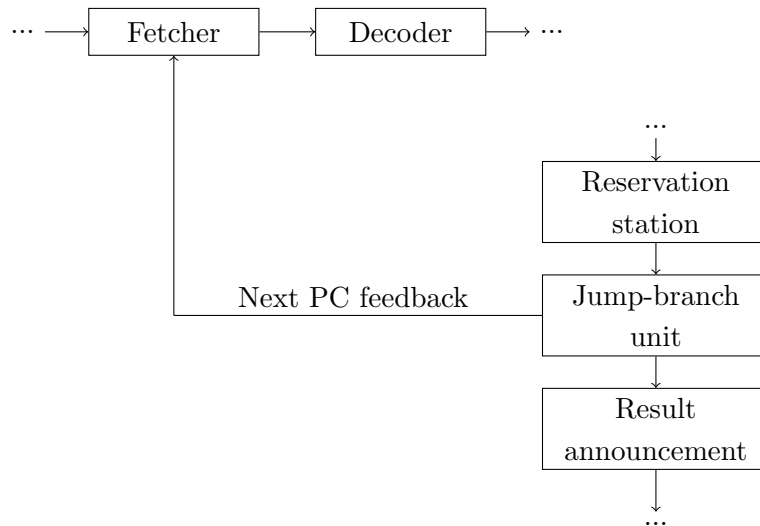 ... Fetcher Decoder ...
...
Reservation
station
Next PC feedback
Jump-branch
unit
Result
announcement
...